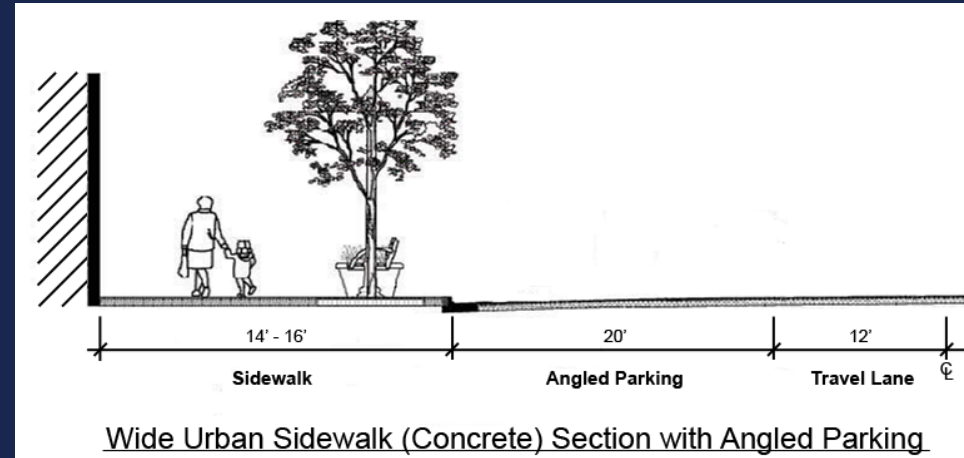 14' - 16'
20'
12'
Sidewalk
Angled Parking
Travel Lane
℄
Wide Urban Sidewalk (Concrete) Section with Angled Parking